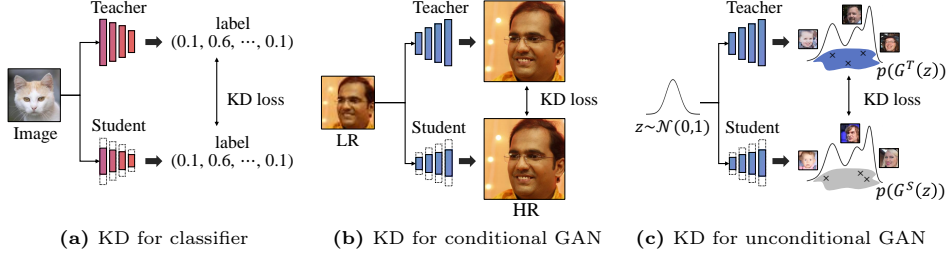 Teacher
label
(0.1, 0.6, ⋯, 0.1)
KD loss
Image
Student
label
(0.1, 0.6, ⋯, 0.1)
(a) KD for classifier
Teacher
KD loss
LR
Student
HR
(b) KD for conditional GAN
Teacher
p(G^T(z))
KD loss
z~𝒩(0,1)
Student
p(G^S(z))
(c) KD for unconditional GAN